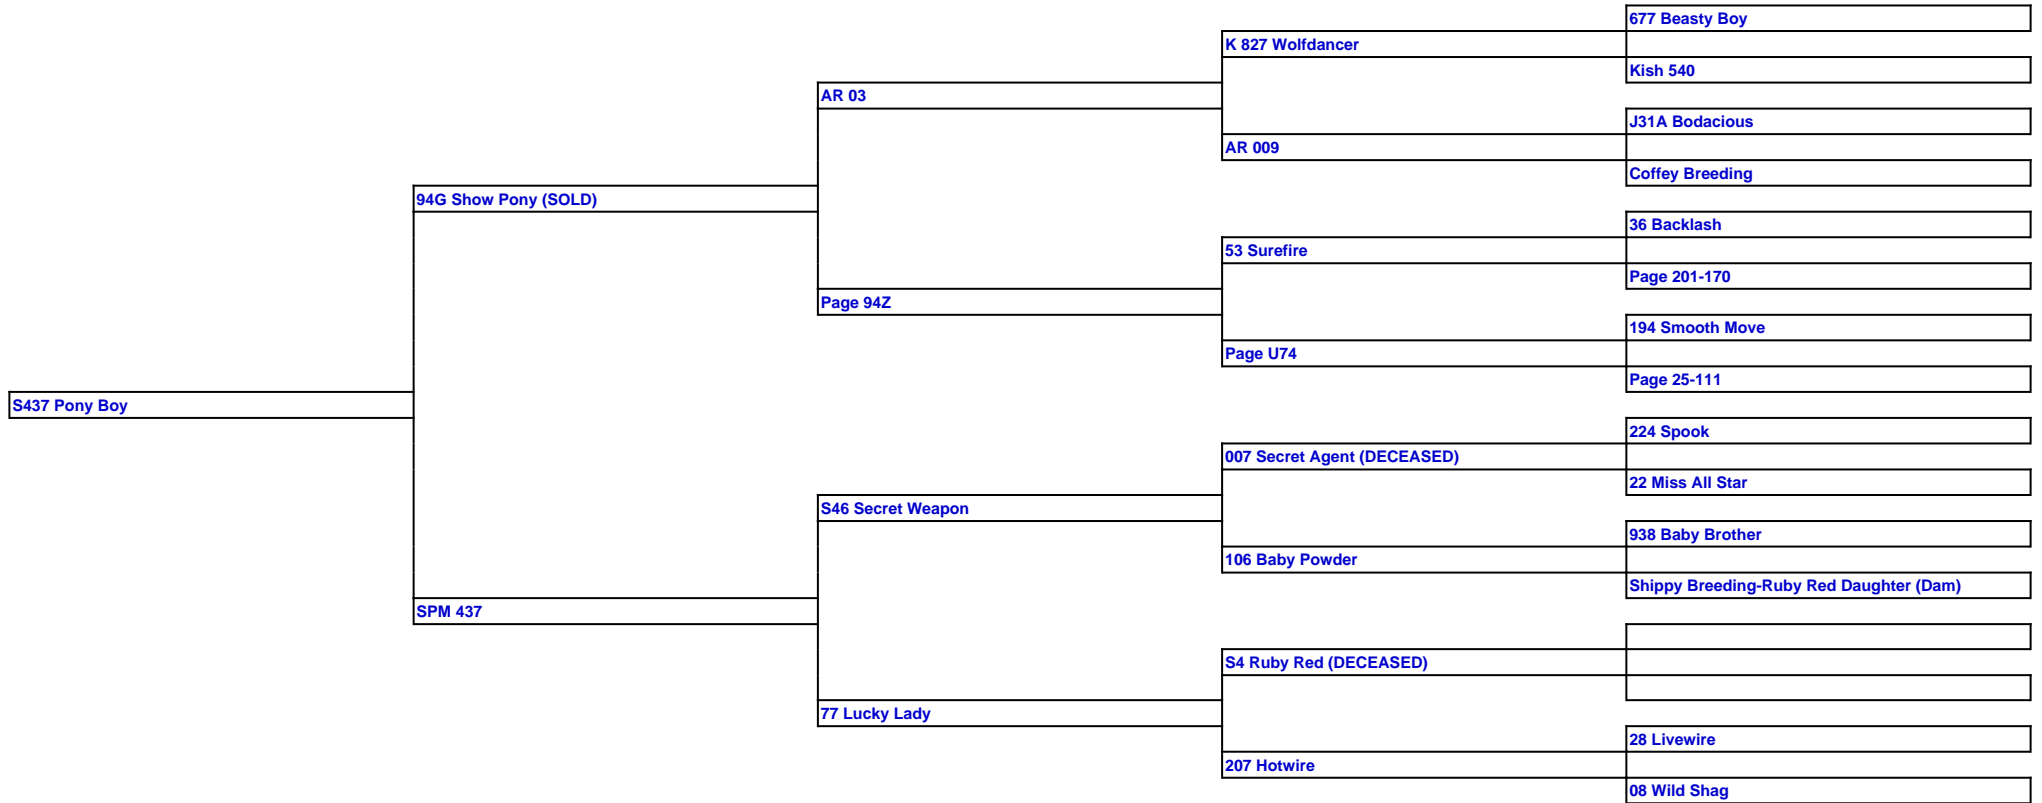 677 Beasty Boy
K 827 Wolfdancer
Kish 540
AR 03
J31A Bodacious
AR 009
Coffey Breeding
94G Show Pony (SOLD)
36 Backlash
53 Surefire
Page 201-170
Page 94Z
194 Smooth Move
Page U74
Page 25-111
S437 Pony Boy
224 Spook
007 Secret Agent (DECEASED)
22 Miss All Star
S46 Secret Weapon
938 Baby Brother
106 Baby Powder
Shippy Breeding-Ruby Red Daughter (Dam)
SPM 437
S4 Ruby Red (DECEASED)
77 Lucky Lady
28 Livewire
207 Hotwire
08 Wild Shag